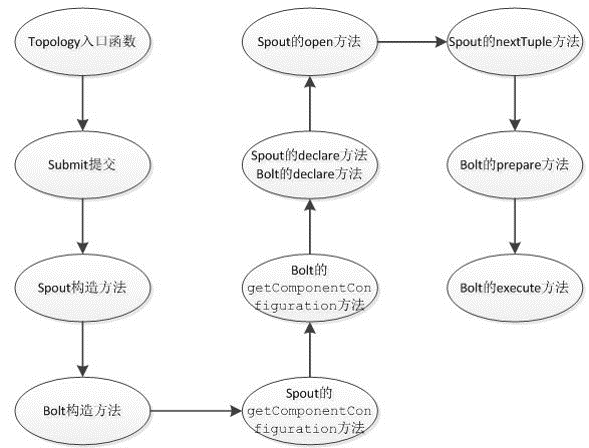 Topology入口函数
Submit提交
Spout构造方法
Bolt构造方法
Spout的
getComponentCon
figuration方法
Bolt的
getComponentCon
figuration方法
Spout的declare方法
Bolt的declare方法
Spout的open方法
Spout的nextTuple方法
Bolt的prepare方法
Bolt的execute方法